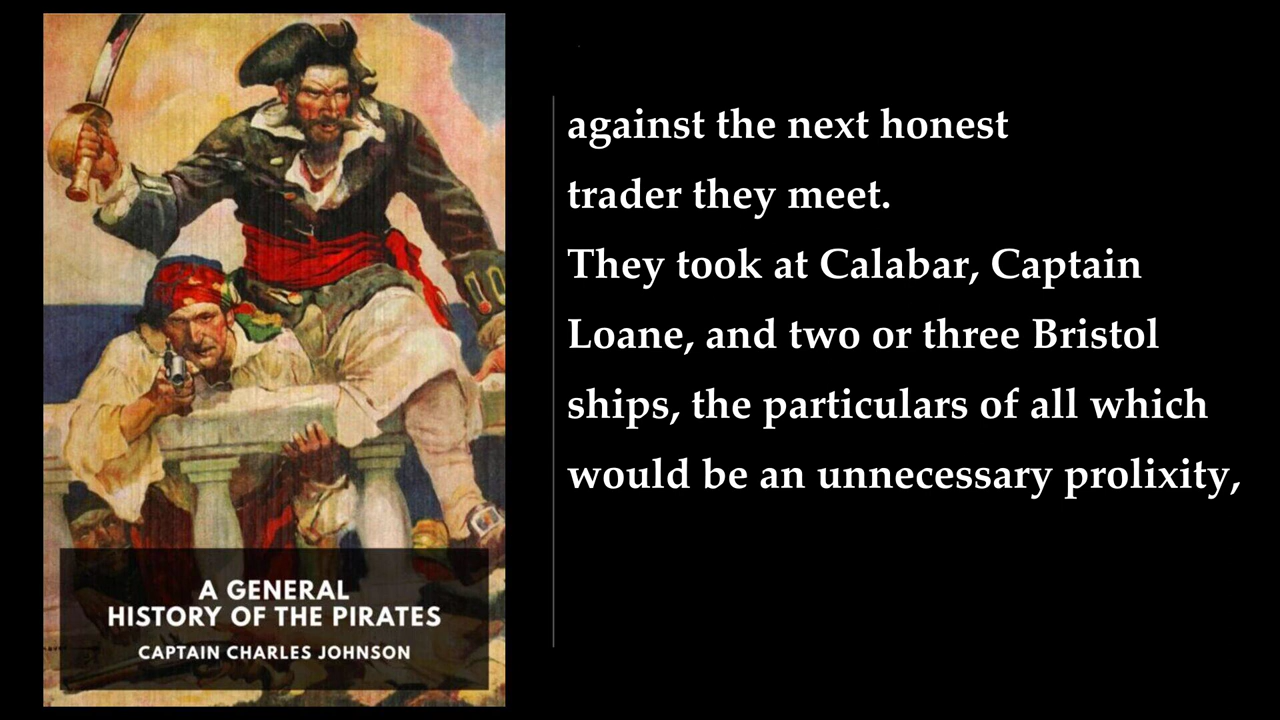 against the next honest
trader they meet.
They took at Calabar, Captain
Loane, and two or three Bristol
ships, the particulars of all which
would be an unnecessary prolixity,
A GENERAL
HISTORY OF THE PIRATES
CAPTAIN CHARLES JOHNSON